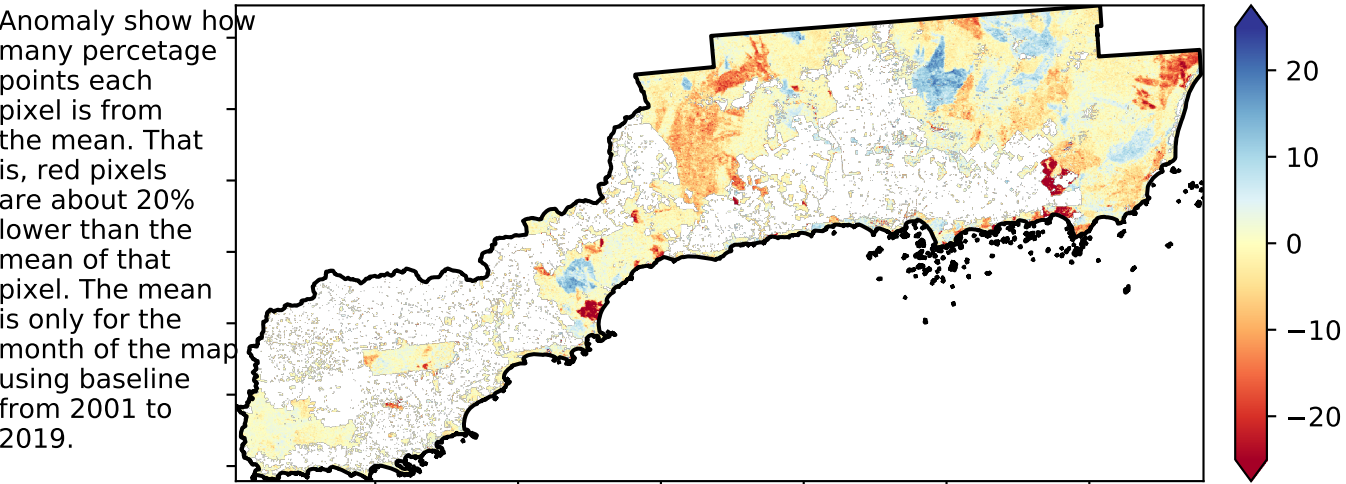 Anomaly show how
many percetage
points each
pixel is from
the mean. That
is, red pixels
are about 20%
lower than the
mean of that
pixel. The mean
is only for the
month of the map
using baseline
from 2001 to
2019.
20
10
0
−10
−20